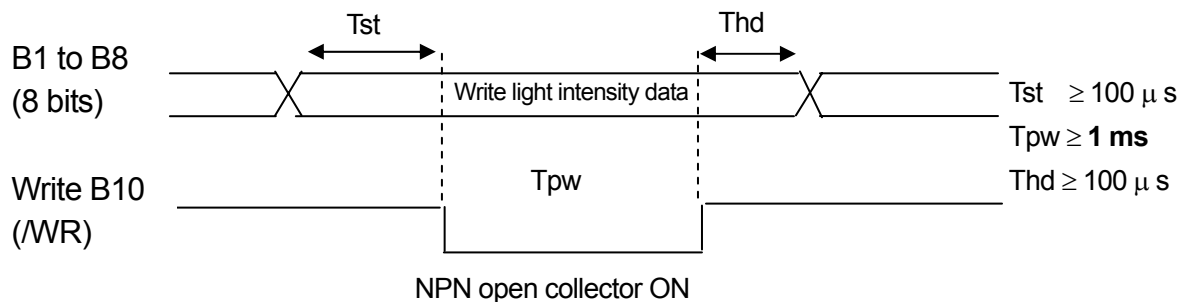 Tst
Thd
B1 to B8
(8 bits)
Write light intensity data
Tst ≥ 100 μ s
Tpw ≥ 1 ms
Thd ≥ 100 μ s
Write B10
(/WR)
Tpw
NPN open collector ON